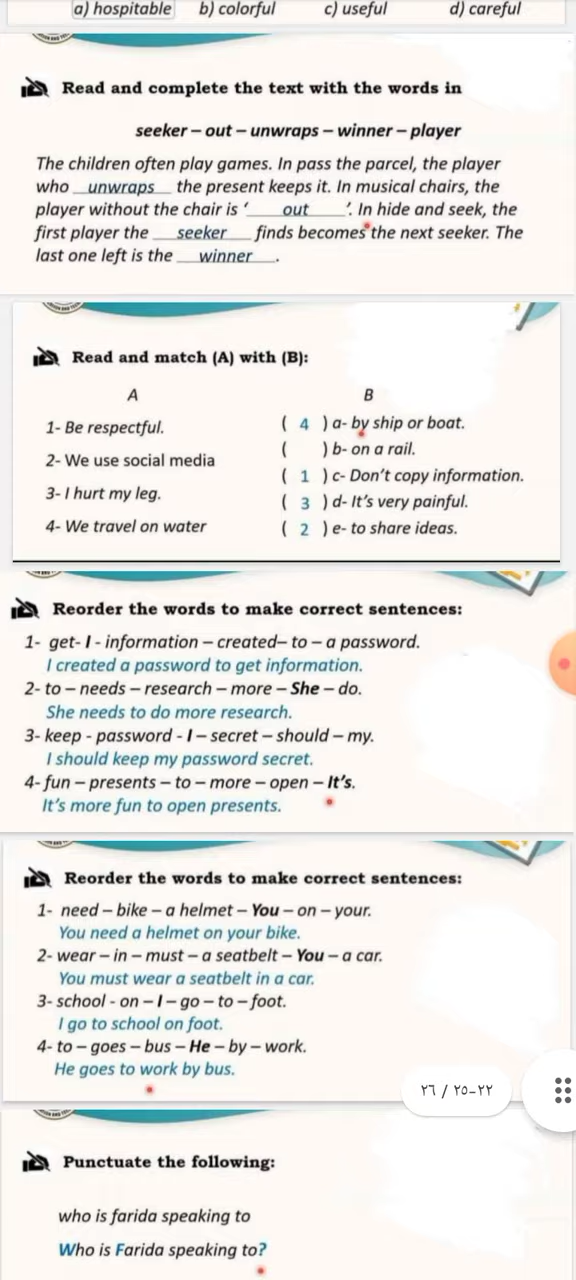 a) hospitable b) colorful c) useful d) careful
Read and complete the text with the words in
seeker – out – unwraps – winner – player
The children often play games. In pass the parcel, the player
who __unwraps__ the present keeps it. In musical chairs, the
player without the chair is ‘____out____’. In hide and seek, the
first player the ___seeker___ finds becomes the next seeker. The
last one left is the ___winner___.
Read and match (A) with (B):
A B
1- Be respectful. ( 4 ) a- by ship or boat.
2- We use social media ( ) b- on a rail.
3- I hurt my leg. ( 1 ) c- Don’t copy information.
4- We travel on water ( 3 ) d- It’s very painful.
( 2 ) e- to share ideas.
Reorder the words to make correct sentences:
1- get- I - information – created– to – a password.
I created a password to get information.
2- to – needs – research – more – She – do.
She needs to do more research.
3- keep - password - I – secret – should – my.
I should keep my password secret.
4- fun – presents – to – more – open – It’s.
It’s more fun to open presents.
Reorder the words to make correct sentences:
1- need – bike – a helmet – You – on – your.
You need a helmet on your bike.
2- wear – in – must – a seatbelt – You – a car.
You must wear a seatbelt in a car.
3- school - on – I – go – to – foot.
I go to school on foot.
4- to – goes – bus – He – by – work.
He goes to work by bus.
٢٦ / ٢٥-٢٢
Punctuate the following:
who is farida speaking to
Who is Farida speaking to?